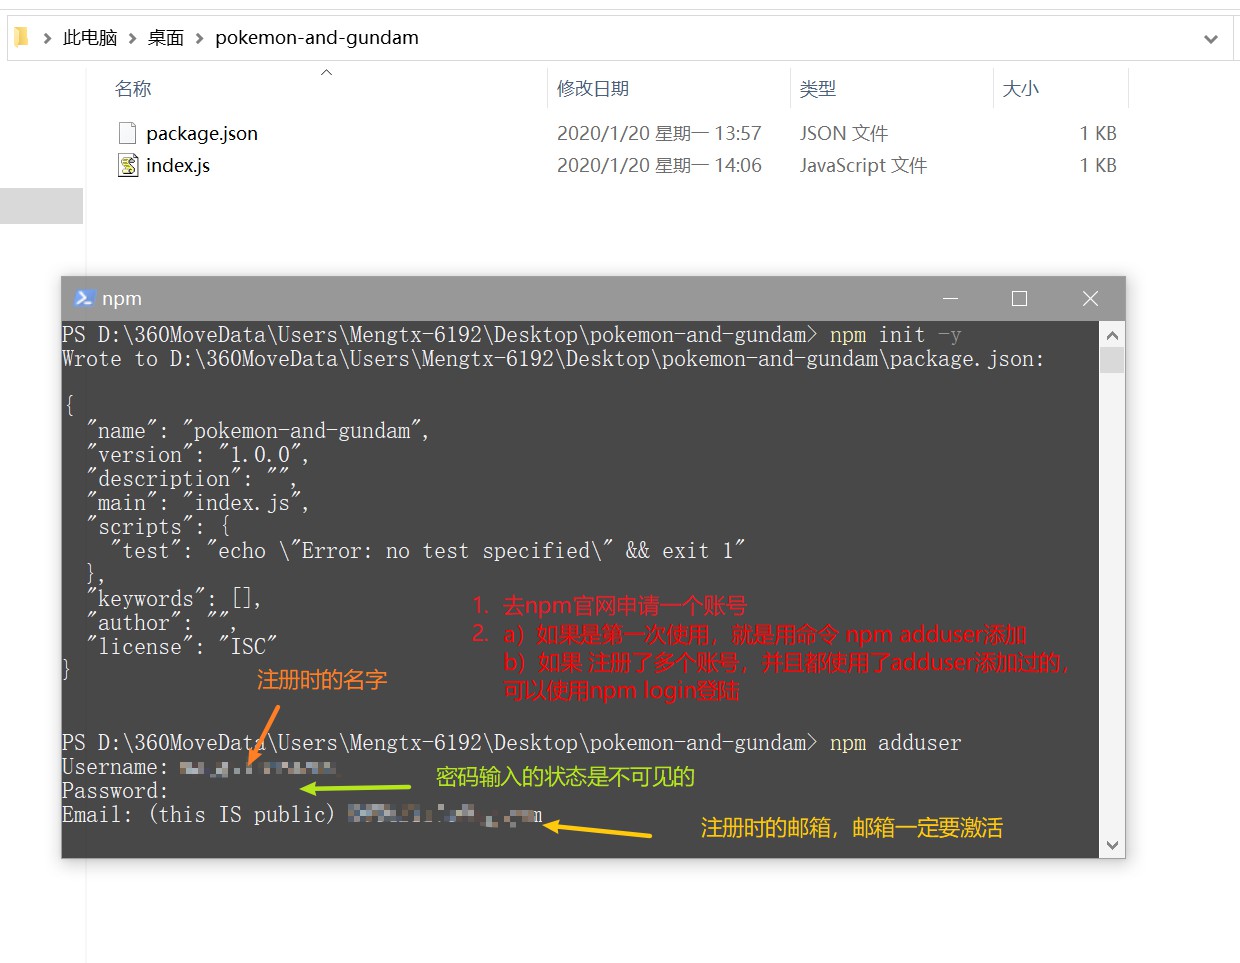 此电脑 > 桌面 > pokemon-and-gundam
名称 修改日期 类型 大小
package.json 2020/1/20 星期一 13:57 JSON 文件 1 KB
index.js 2020/1/20 星期一 14:06 JavaScript 文件 1 KB
npm
PS D:\360MoveData\Users\Mengtx-6192\Desktop\pokemon-and-gundam> npm init -y
Wrote to D:\360MoveData\Users\Mengtx-6192\Desktop\pokemon-and-gundam\package.json:
{
"name": "pokemon-and-gundam",
"version": "1.0.0",
"description": "",
"main": "index.js",
"scripts": {
"test": "echo \"Error: no test specified\" && exit 1"
},
"keywords": [],
"author": "",
"license": "ISC"
}
1. 去npm官网申请一个账号
2. a）如果是第一次使用，就是用命令 npm adduser添加
b）如果 注册了多个账号，并且都使用了adduser添加过的，
可以使用npm login登陆
注册时的名字
PS D:\360MoveData\Users\Mengtx-6192\Desktop\pokemon-and-gundam> npm adduser
Username:
密码输入的状态是不可见的
Password:
Email: (this IS public)
注册时的邮箱，邮箱一定要激活